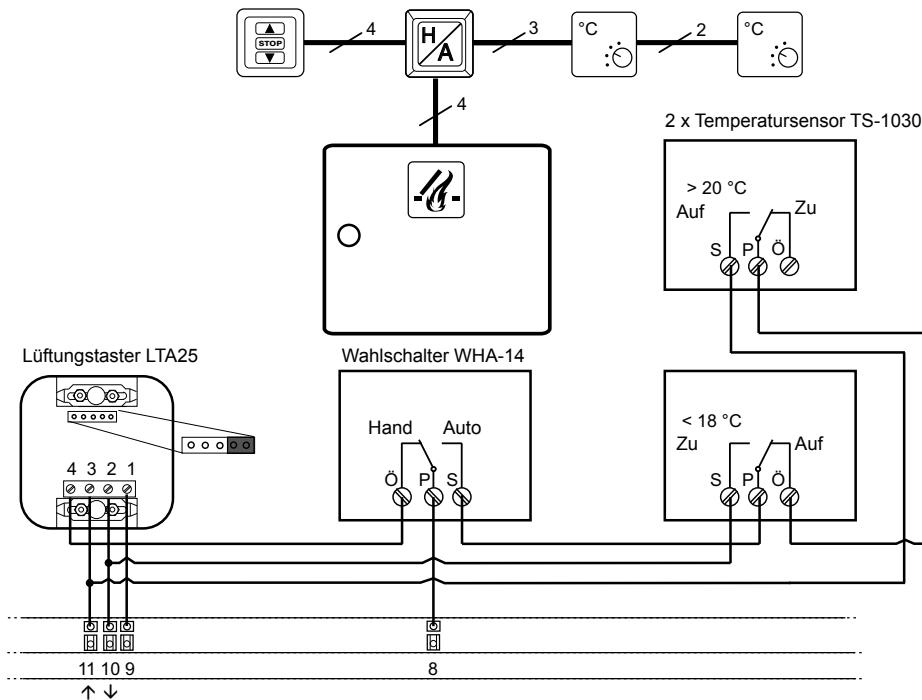 4
3
2
STOP
H
A
°C
°C
4
2 x Temperatursensor TS-1030
> 20 °C
Auf
Zu
S
P
Ö
Lüftungstaster LTA25
Wahlschalter WHA-14
4 3 2 1
Hand
Auto
Ö
P
S
< 18 °C
Zu
Auf
S
P
Ö
11 10 9
8